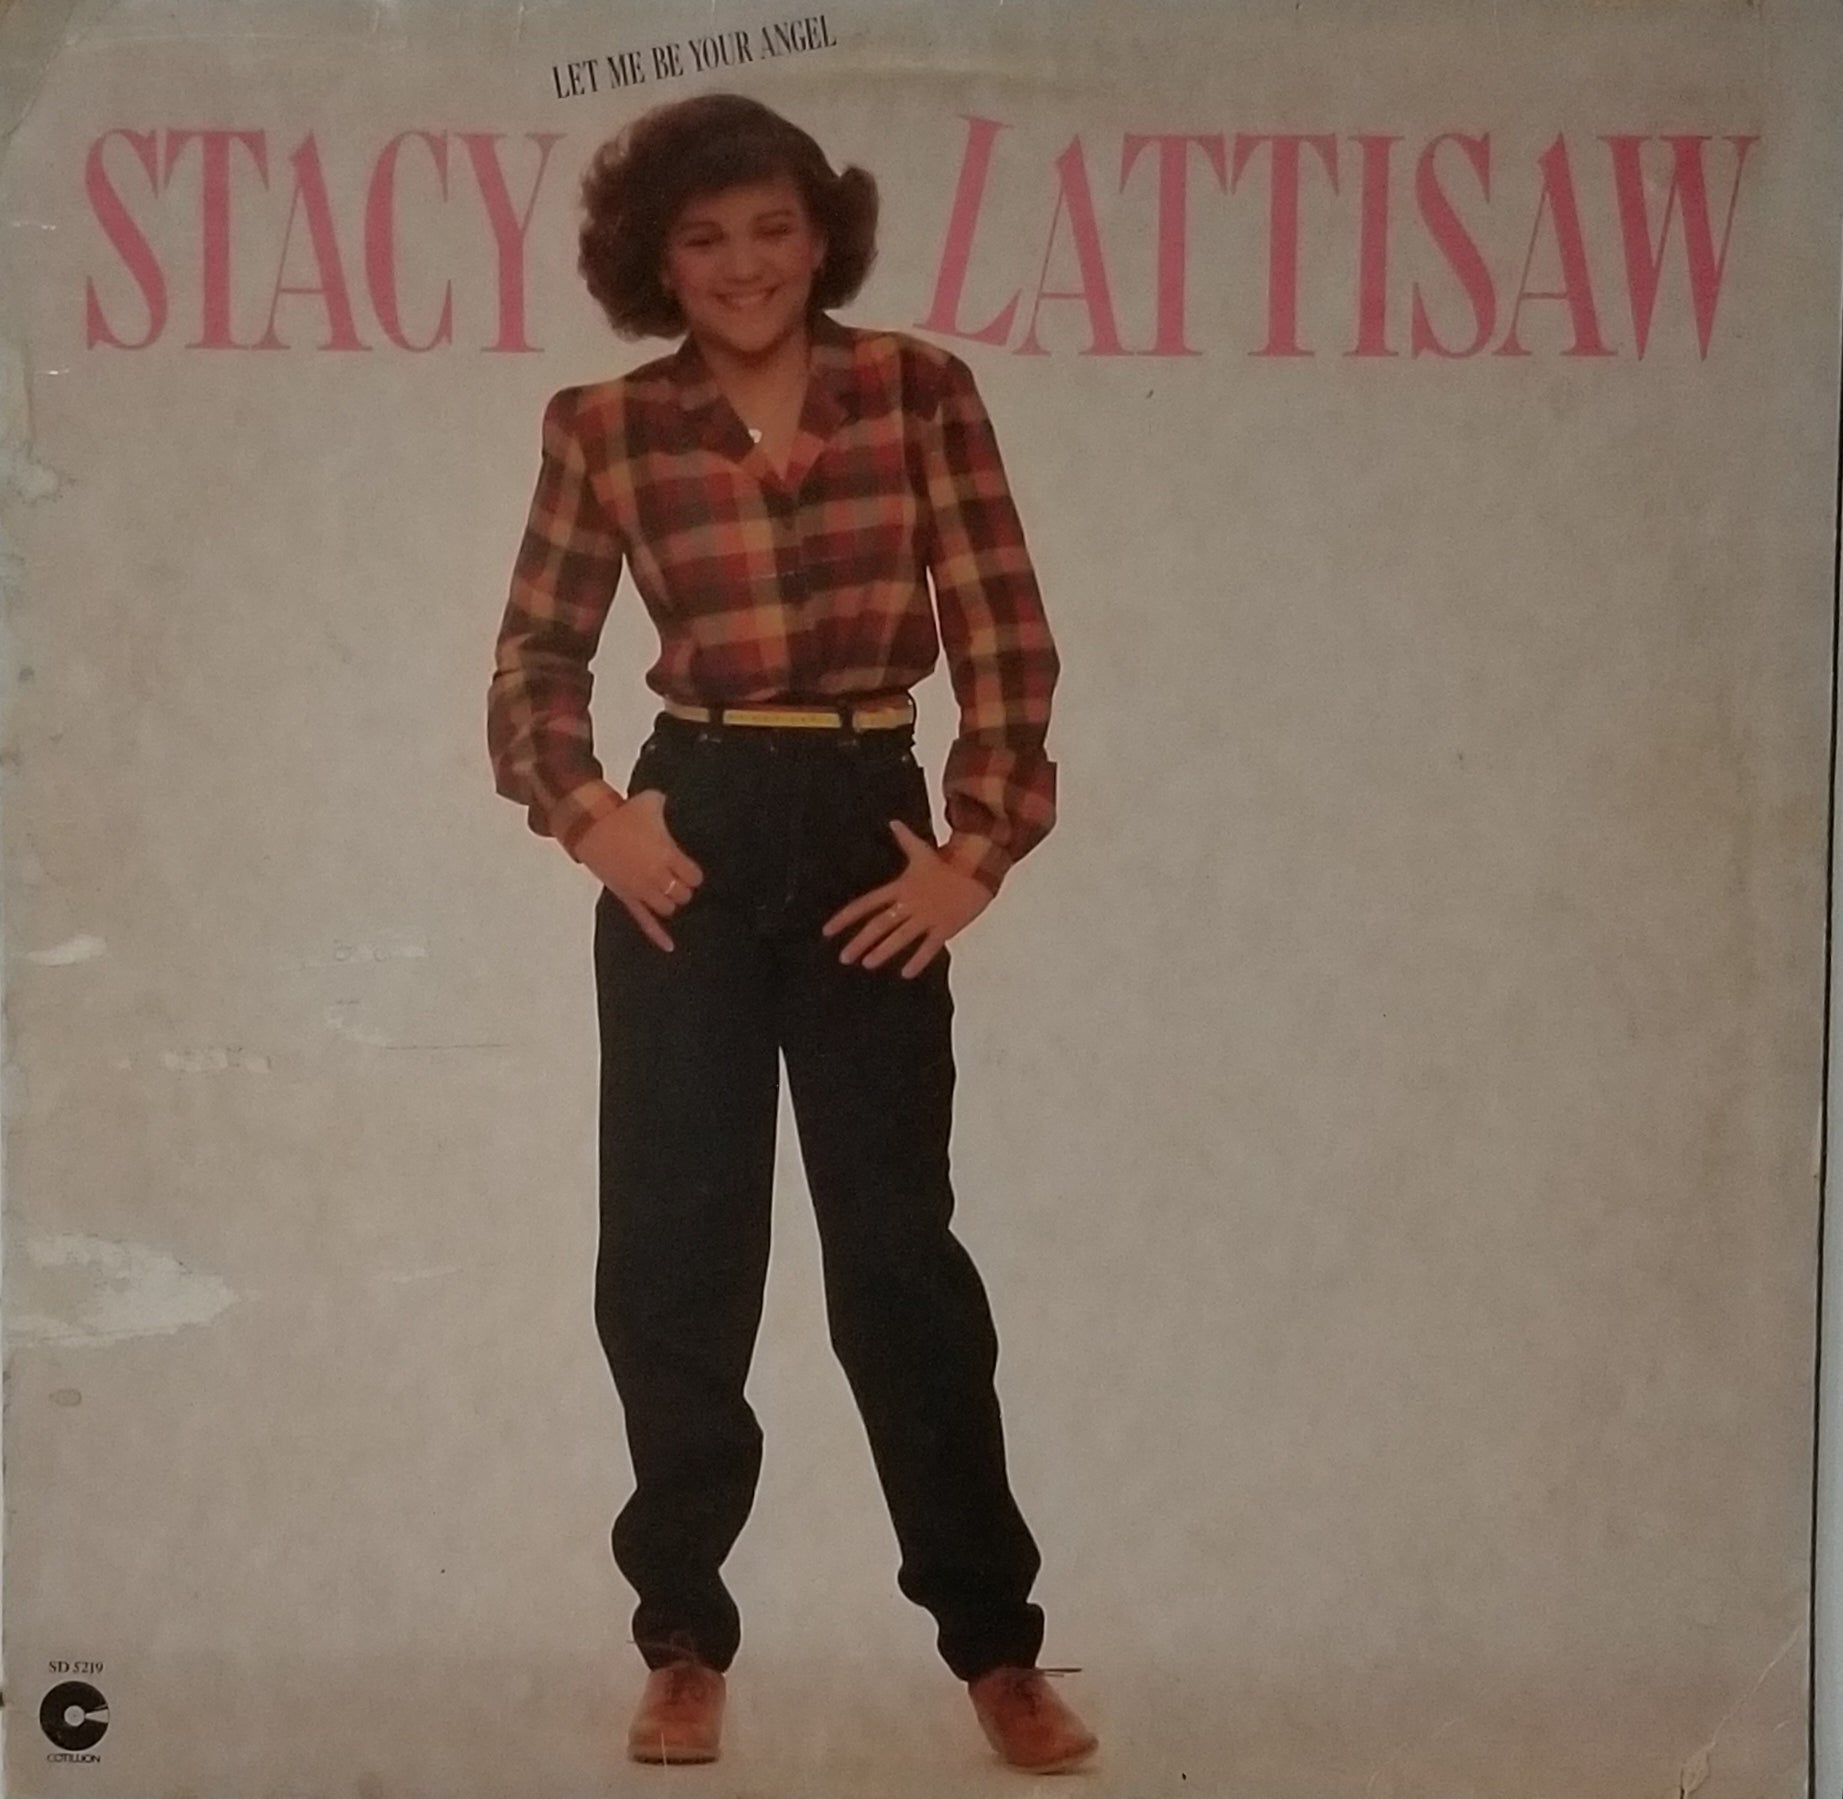 LET ME BE YOUR ANGEL
STACY LATTISAW
SD 5219
COTILLION